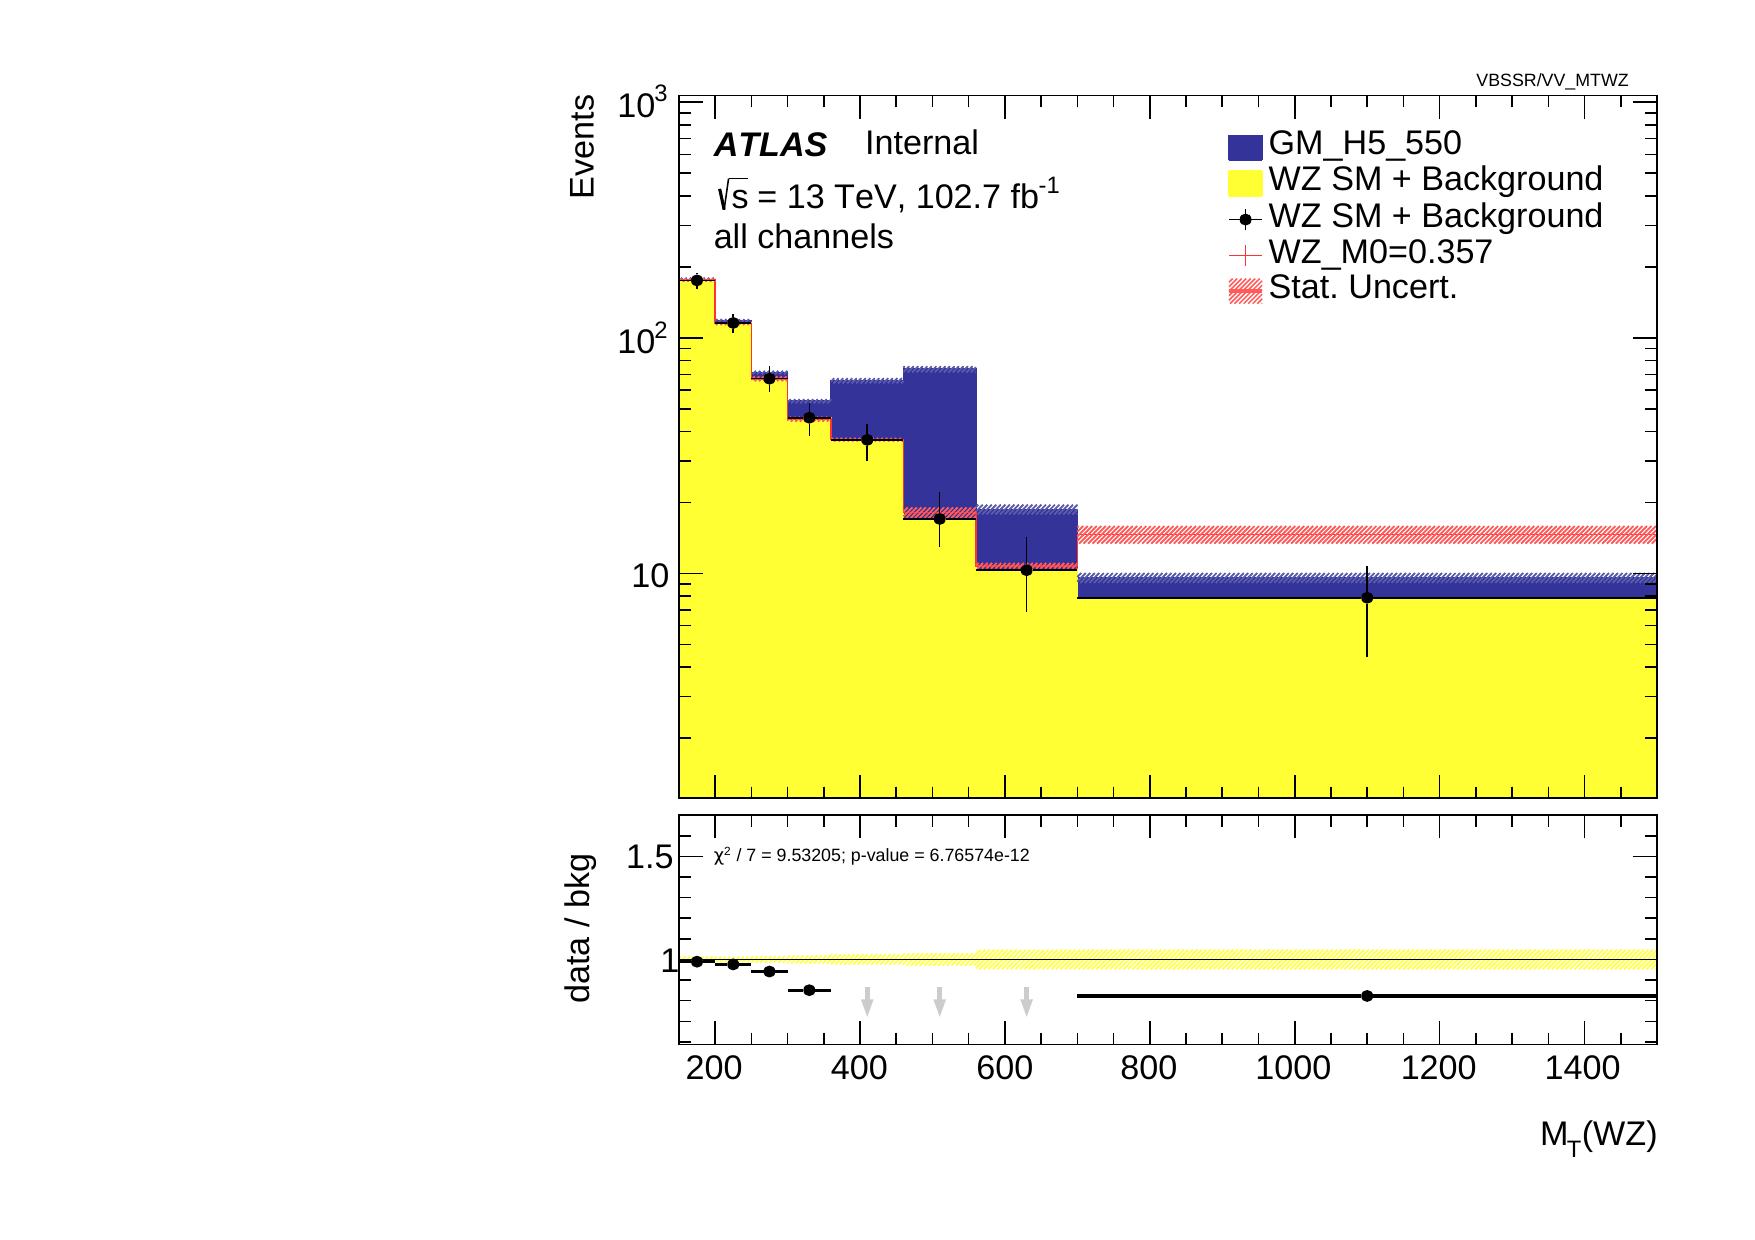 VBSSR/VV_MTWZ
Events
10³
10²
10
ATLAS Internal
√s = 13 TeV, 102.7 fb⁻¹
all channels
GM_H5_550
WZ SM + Background
WZ SM + Background
WZ_M0=0.357
Stat. Uncert.
data / bkg
1.5
1
χ² / 7 = 9.53205; p-value = 6.76574e-12
200 400 600 800 1000 1200 1400
M_T(WZ)